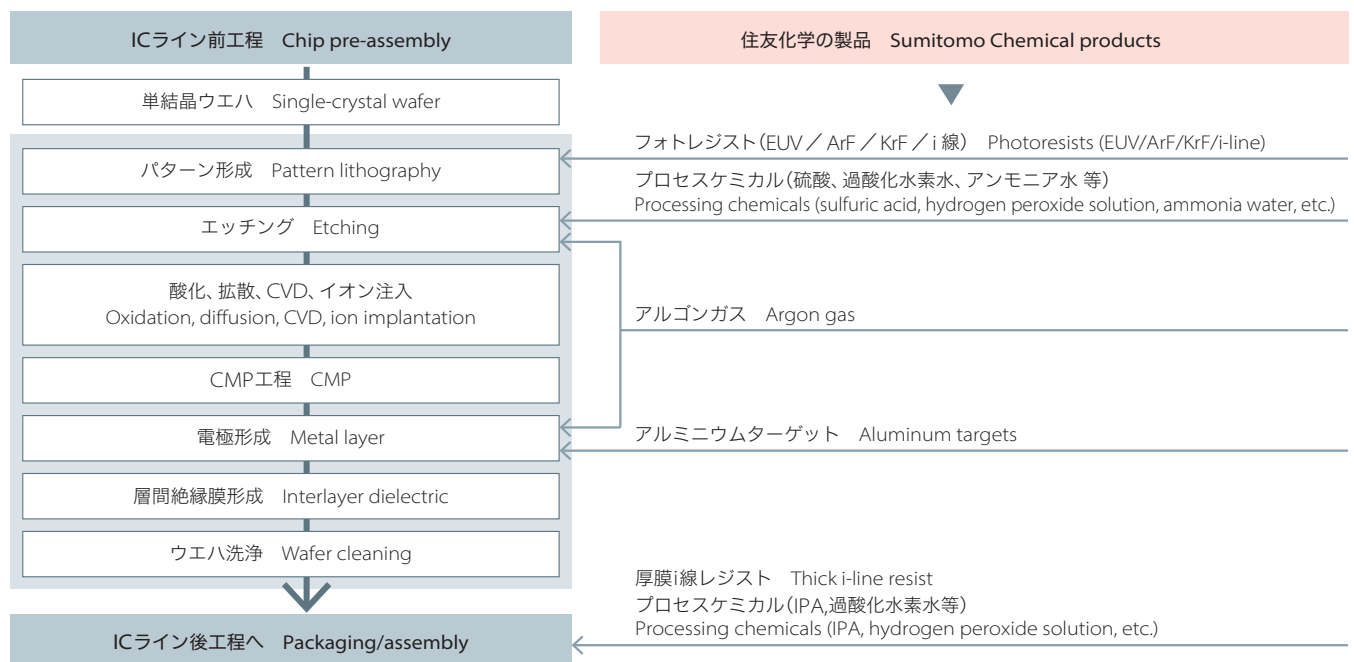 ICライン前工程 Chip pre-assembly
単結晶ウエハ Single-crystal wafer
パターン形成 Pattern lithography
エッチング Etching
酸化、拡散、CVD、イオン注入
Oxidation, diffusion, CVD, ion implantation
CMP工程 CMP
電極形成 Metal layer
層間絶縁膜形成 Interlayer dielectric
ウエハ洗浄 Wafer cleaning
ICライン後工程へ Packaging/assembly
住友化学の製品 Sumitomo Chemical products
フォトレジスト（EUV／ArF／KrF／i線） Photoresists (EUV/ArF/KrF/i-line)
プロセスケミカル（硫酸、過酸化水素水、アンモニア水 等）
Processing chemicals (sulfuric acid, hydrogen peroxide solution, ammonia water, etc.)
アルゴンガス Argon gas
アルミニウムターゲット Aluminum targets
厚膜i線レジスト Thick i-line resist
プロセスケミカル（IPA,過酸化水素水等）
Processing chemicals (IPA, hydrogen peroxide solution, etc.)